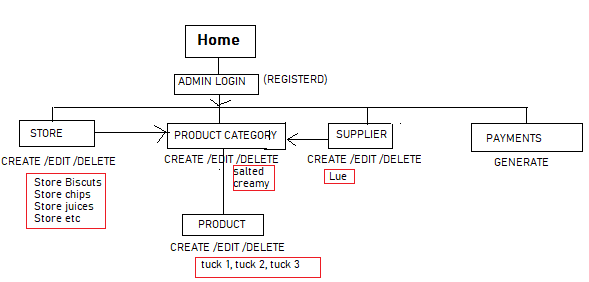 Home
ADMIN LOGIN
(REGISTERD)
STORE
PRODUCT CATEGORY
SUPPLIER
PAYMENTS
CREATE /EDIT /DELETE
CREATE /EDIT /DELETE
CREATE /EDIT /DELETE
GENERATE
Store Biscuts
Store chips
Store juices
Store etc
salted
creamy
Lue
PRODUCT
CREATE /EDIT /DELETE
tuck 1, tuck 2, tuck 3